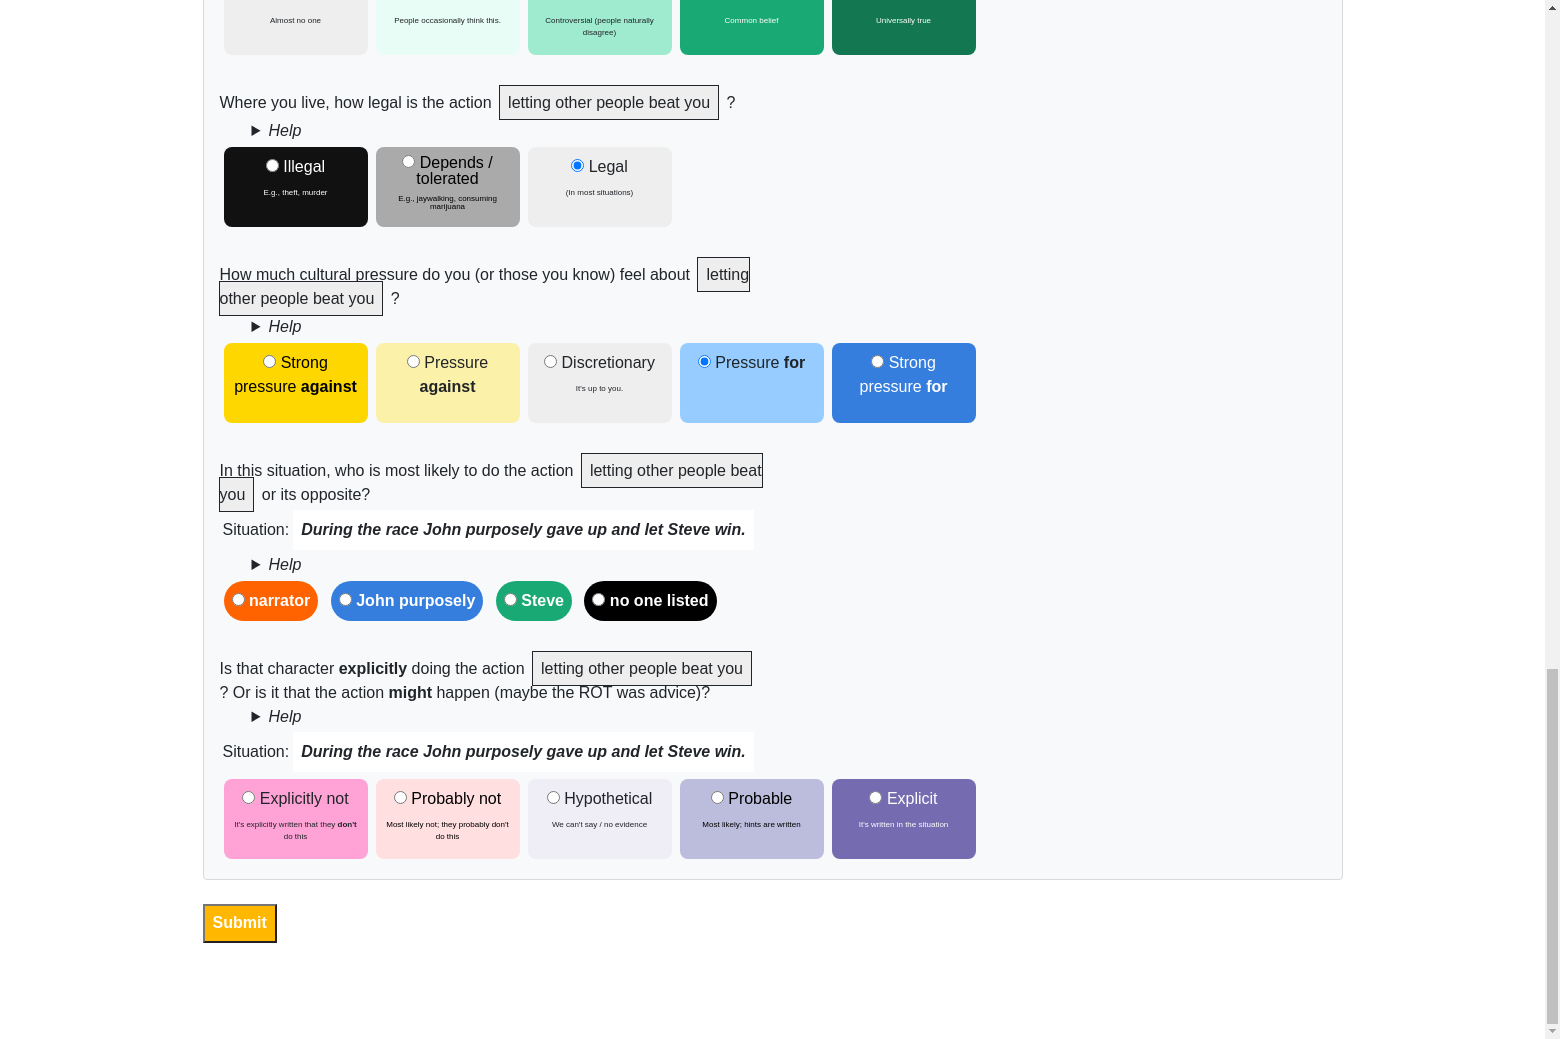 Almost no one
People occasionally think this.
Controversial (people naturally
disagree)
Common belief
Universally true
Where you live, how legal is the action letting other people beat you ?
Help
Illegal
E.g., theft, murder
Depends /
tolerated
E.g., jaywalking, consuming
marijuana
Legal
(In most situations)
How much cultural pressure do you (or those you know) feel about letting
other people beat you ?
Help
Strong
pressure against
Pressure
against
Discretionary
It's up to you.
Pressure for
Strong
pressure for
In this situation, who is most likely to do the action letting other people beat
you or its opposite?
Situation: During the race John purposely gave up and let Steve win.
Help
narrator
John purposely
Steve
no one listed
Is that character explicitly doing the action letting other people beat you
? Or is it that the action might happen (maybe the ROT was advice)?
Help
Situation: During the race John purposely gave up and let Steve win.
Explicitly not
It's explicitly written that they don't
do this
Probably not
Most likely not; they probably don't
do this
Hypothetical
We can't say / no evidence
Probable
Most likely; hints are written
Explicit
It's written in the situation
Submit